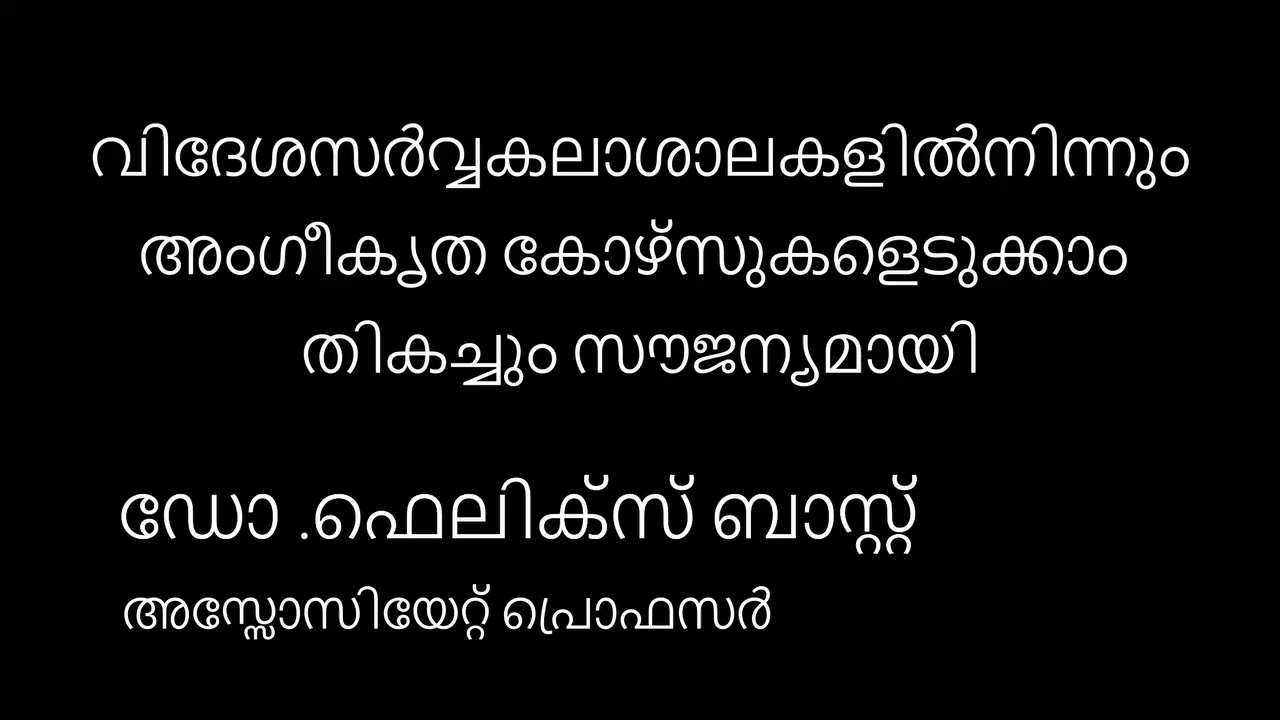 വിദേശസർവ്വകലാശാലകളിൽനിന്നും
അംഗീകൃത കോഴ്സുകളെടുക്കാം
തികച്ചും സൗജന്യമായി
ഡോ .ഫെലിക്സ് ബാസ്റ്റ്
അസ്സോസിയേറ്റ് പ്രൊഫസർ